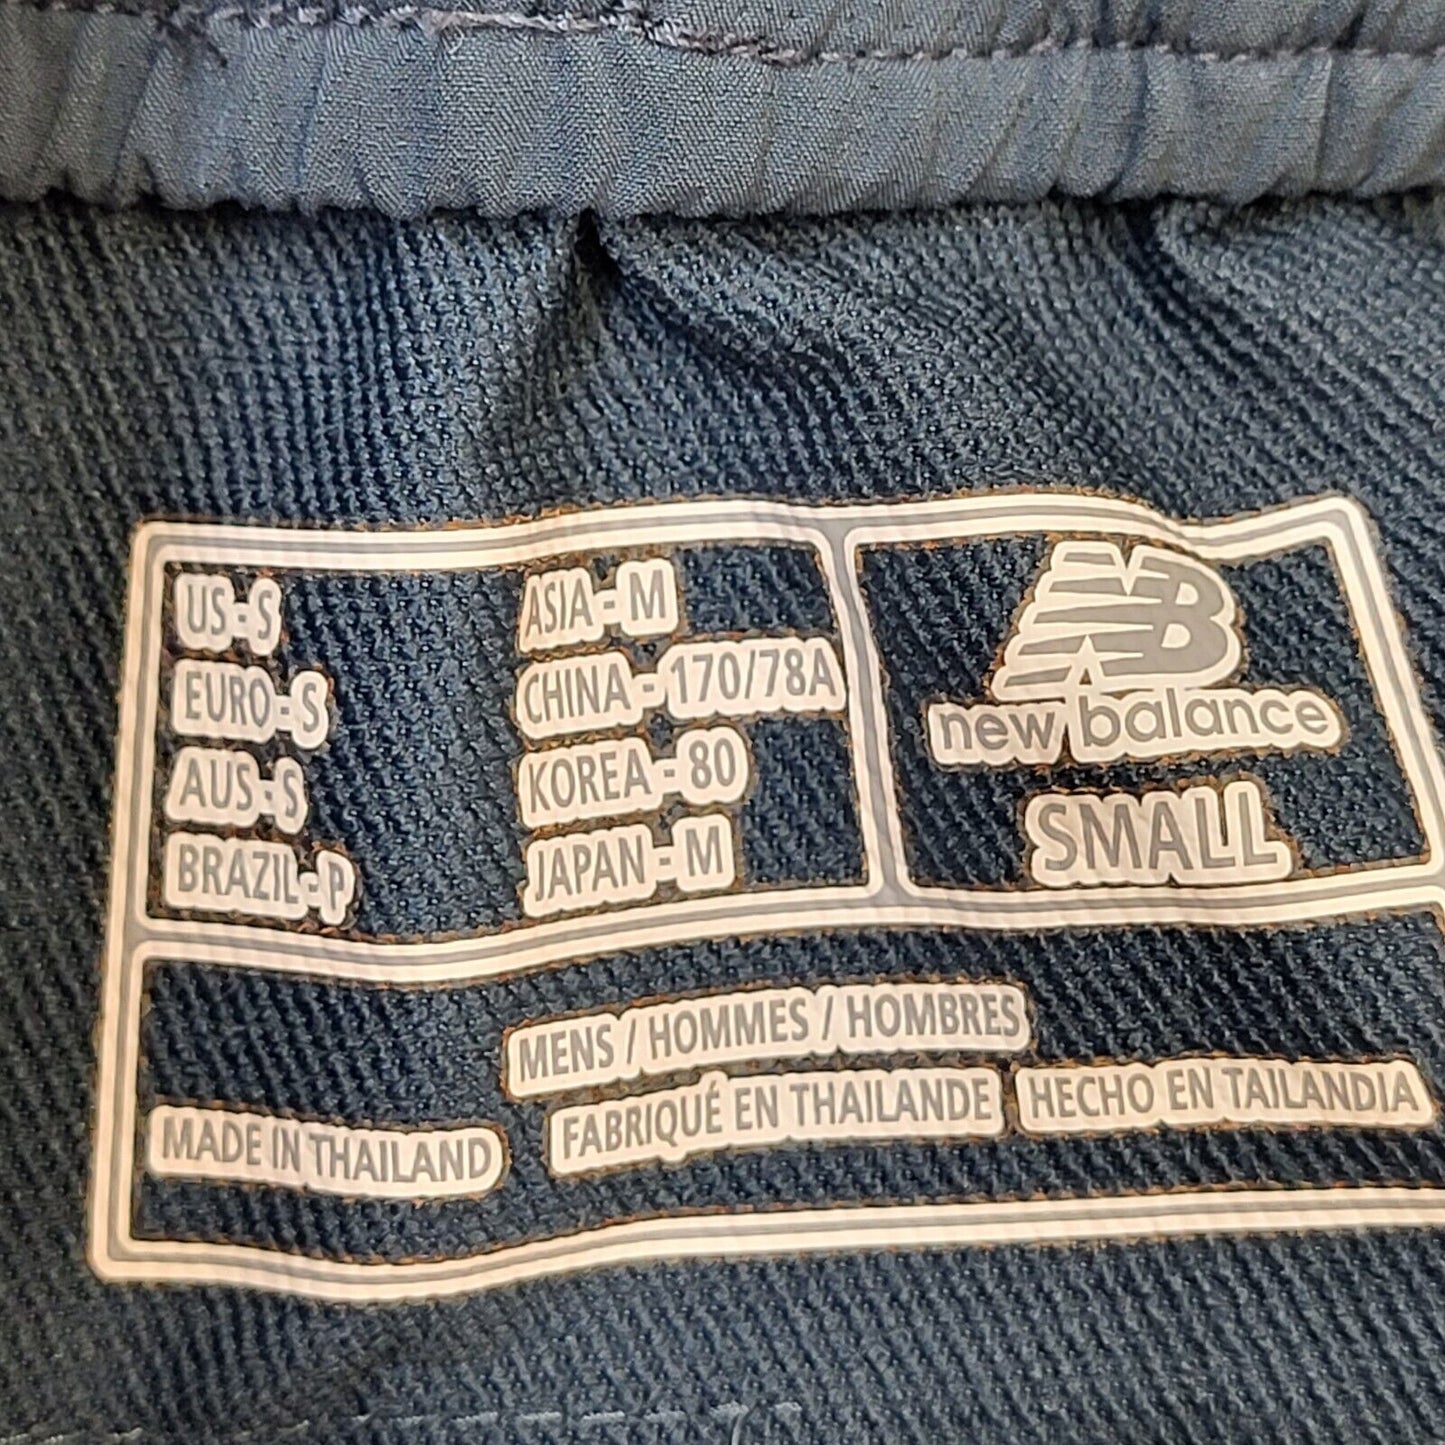 US - S
EURO - S
AUS - S
BRAZIL - P
ASIA - M
CHINA - 170/78A
KOREA - 80
JAPAN - M
NB
new balance
SMALL
MENS / HOMMES / HOMBRES
MADE IN THAILAND FABRIQUÉ EN THAILANDE HECHO EN TAILANDIA